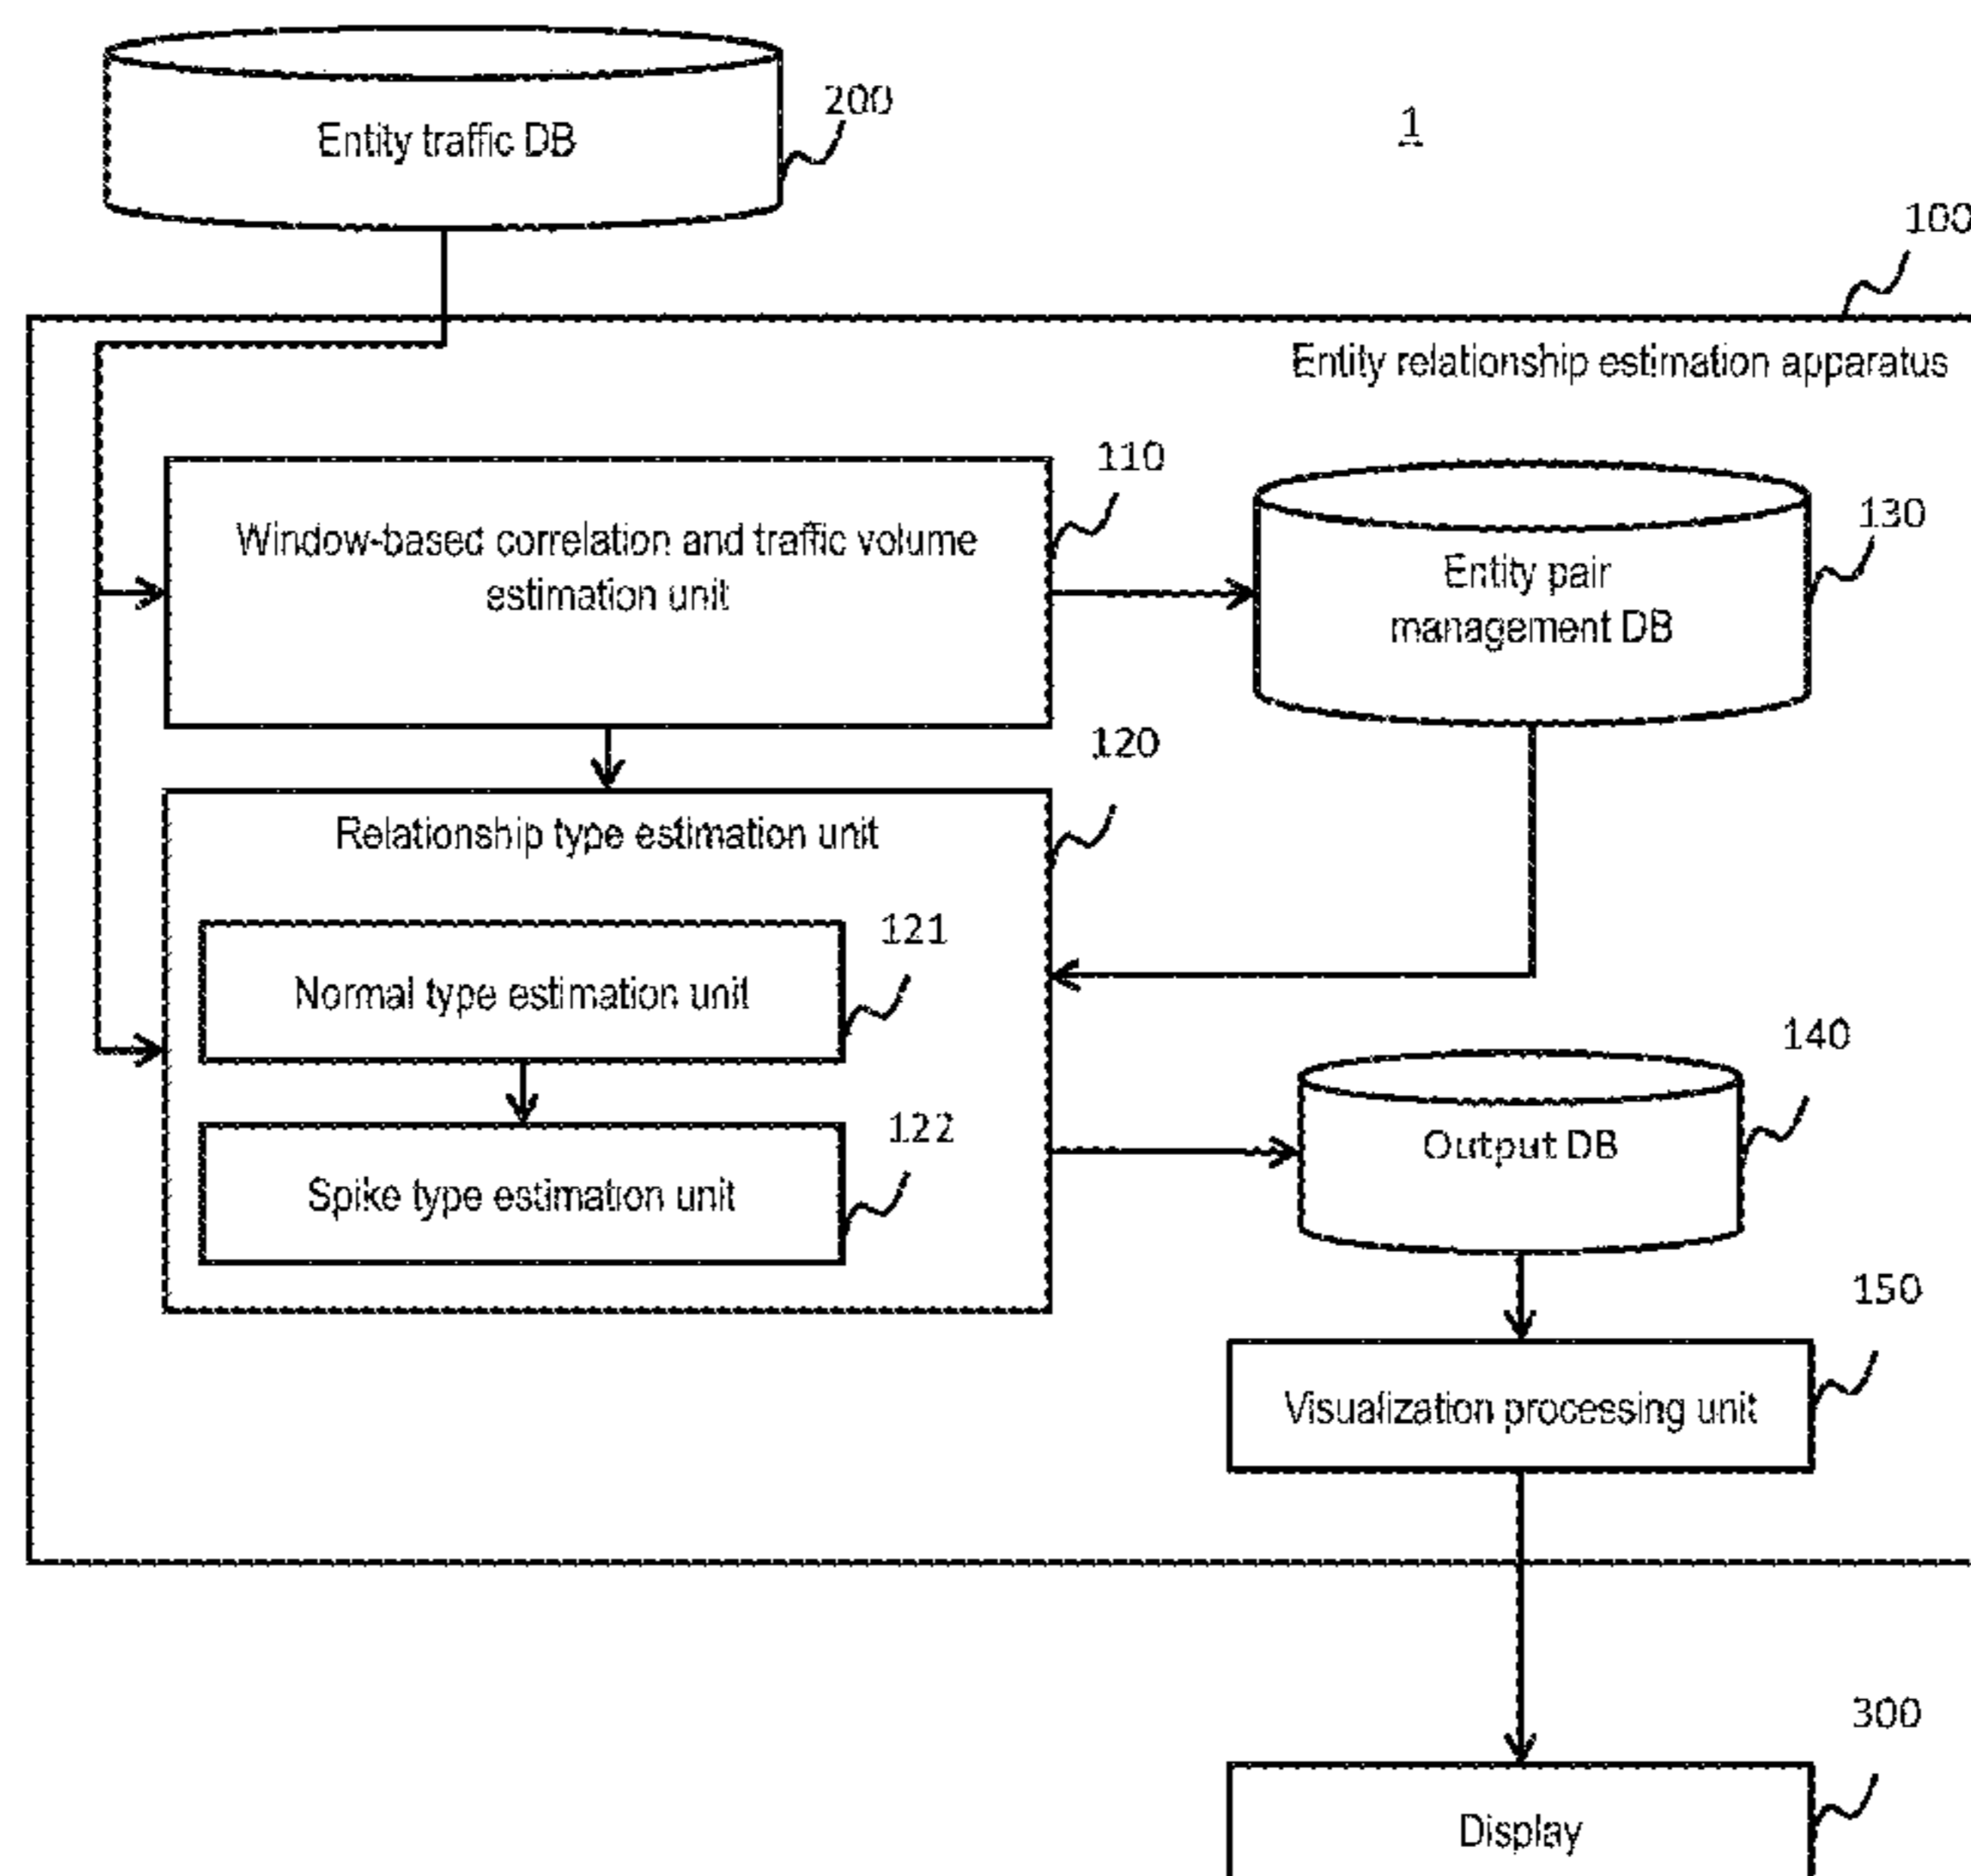 200
Entity traffic DB
1
100
Entity relationship estimation apparatus
110
Window-based correlation and traffic volume
estimation unit
130
Entity pair
management DB
120
Relationship type estimation unit
121
Normal type estimation unit
140
Output DB
122
Spike type estimation unit
150
Visualization processing unit
300
Display